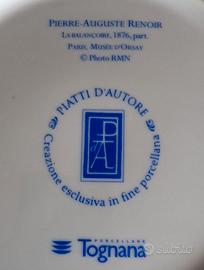 PIERRE-AUGUSTE RENOIR
LA BALANÇOIRE, 1876, part.
PARIS, MUSÉE D'ORSAY
© Photo RMN
PIATTI D'AUTORE
P
d'
A
Creazione esclusiva in fine porcellana
PORCELLANE
Tognana
subito